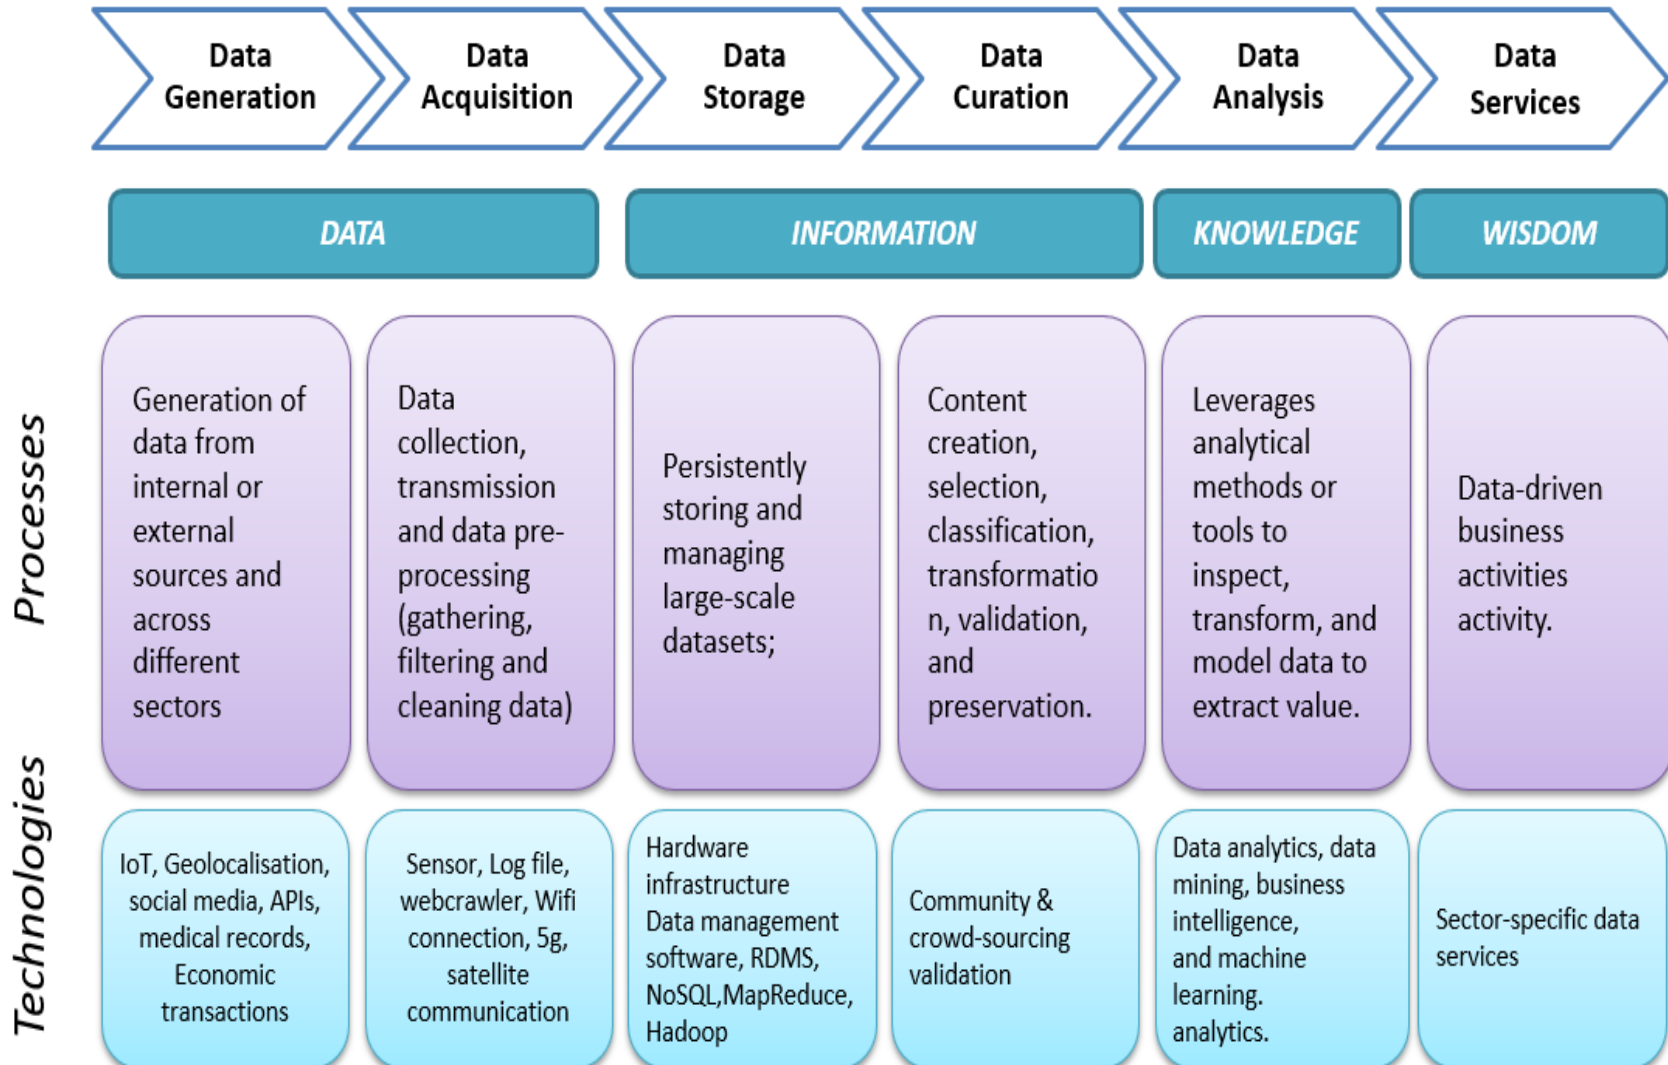 Data
Generation
Data
Acquisition
Data
Storage
Data
Curation
Data
Analysis
Data
Services
DATA
INFORMATION
KNOWLEDGE
WISDOM
Processes
Generation of
data from
internal or
external
sources and
across
different
sectors
Data
collection,
transmission
and data pre-
processing
(gathering,
filtering and
cleaning data)
Persistently
storing and
managing
large-scale
datasets;
Content
creation,
selection,
classification,
transformatio
n, validation,
and
preservation.
Leverages
analytical
methods or
tools to
inspect,
transform, and
model data to
extract value.
Data-driven
business
activities
activity.
Technologies
IoT, Geolocalisation,
social media, APIs,
medical records,
Economic
transactions
Sensor, Log file,
webcrawler, Wifi
connection, 5g,
satellite
communication
Hardware
infrastructure
Data management
software, RDMS,
NoSQL,MapReduce,
Hadoop
Community &
crowd-sourcing
validation
Data analytics, data
mining, business
intelligence,
and machine
learning.
analytics.
Sector-specific data
services